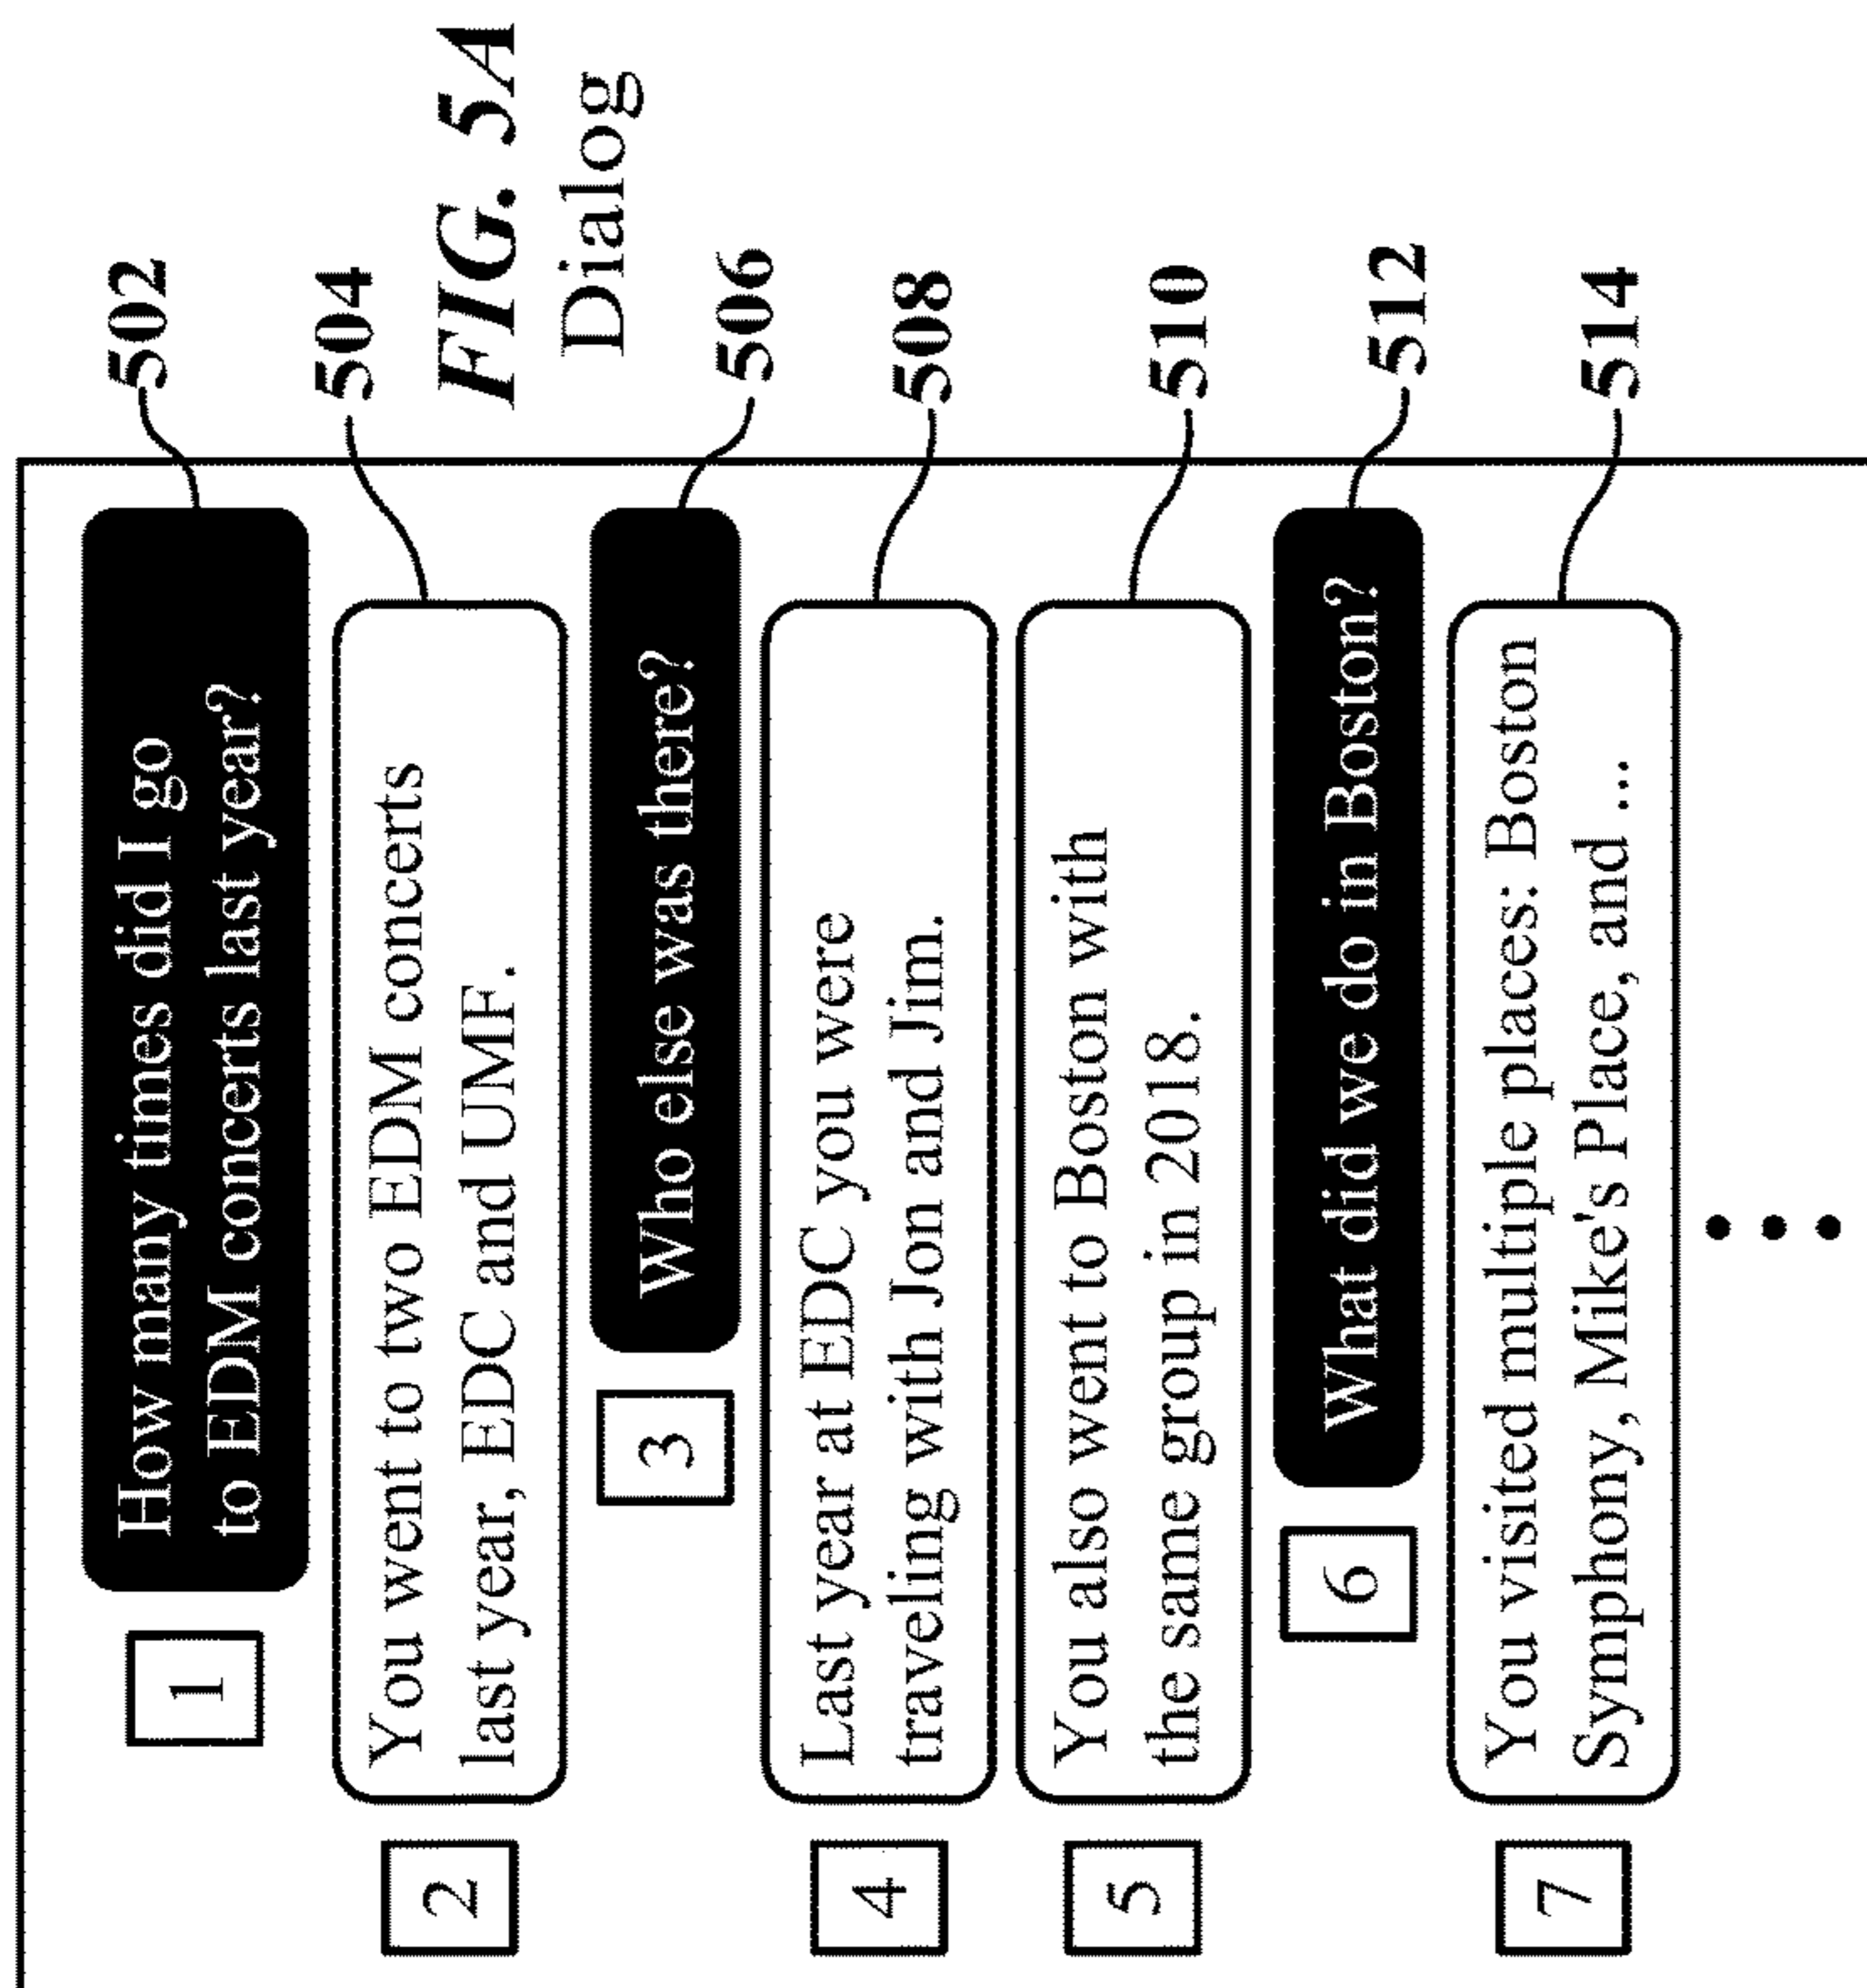 1
How many times did I go
to EDM concerts last year?
502
2
You went to two EDM concerts
last year, EDC and UMF.
504
FIG. 5A
Dialog
3
Who else was there?
506
4
Last year at EDC you were
traveling with Jon and Jim.
508
5
You also went to Boston with
the same group in 2018.
510
6
What did we do in Boston?
512
7
You visited multiple places: Boston
Symphony, Mike's Place, and ...
514